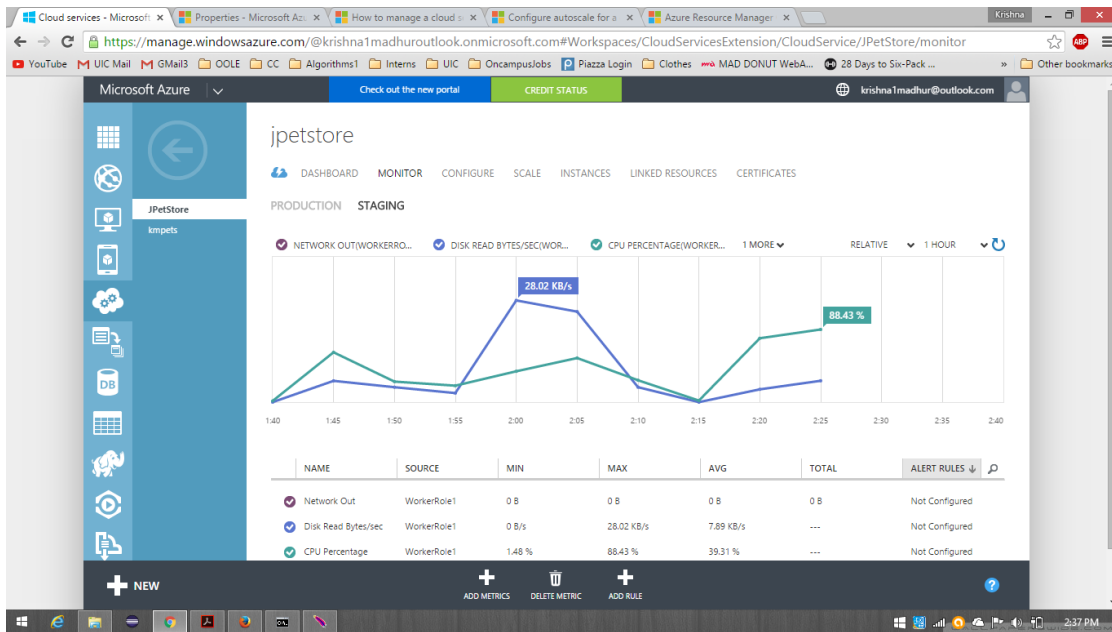 Cloud services - Microsoft
Properties - Microsoft Azu
How to manage a cloud s
Configure autoscale for a
Azure Resource Manager
Krishna
https://manage.windowsazure.com/@krishna1madhuroutlook.onmicrosoft.com#Workspaces/CloudServicesExtension/CloudService/JPetStore/monitor
ABP
YouTube
UIC Mail
GMail3
OOLE
CC
Algorithms1
Interns
UIC
OncampusJobs
Piazza Login
Clothes
MAD DONUT WebA...
28 Days to Six-Pack ...
»
Other bookmarks
Microsoft Azure
Check out the new portal
CREDIT STATUS
krishna1madhur@outlook.com
jpetstore
DASHBOARD MONITOR CONFIGURE SCALE INSTANCES LINKED RESOURCES CERTIFICATES
JPetStore
kmpets
DB
PRODUCTION STAGING
NETWORK OUT(WORKERRO...
DISK READ BYTES/SEC(WOR...
CPU PERCENTAGE(WORKER...
1 MORE
RELATIVE
1 HOUR
28.02 KB/s
88.43 %
1:40 1:45 1:50 1:55 2:00 2:05 2:10 2:15 2:20 2:25 2:30 2:35 2:40
NAME SOURCE MIN MAX AVG TOTAL ALERT RULES
Network Out WorkerRole1 0 B 0 B 0 B 0 B Not Configured
Disk Read Bytes/sec WorkerRole1 0 B/s 28.02 KB/s 7.89 KB/s --- Not Configured
CPU Percentage WorkerRole1 1.48 % 88.43 % 39.31 % --- Not Configured
NEW
ADD METRICS
DELETE METRIC
ADD RULE
?
2:37 PM